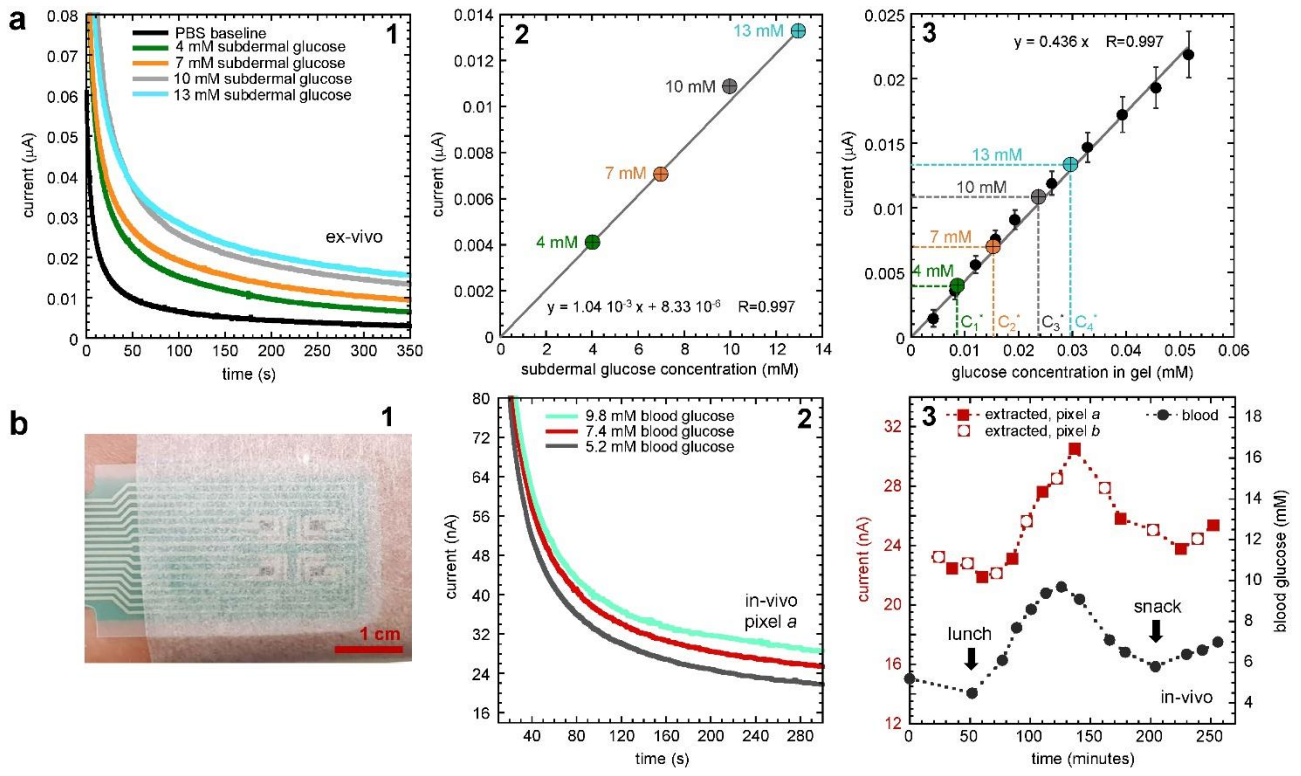 a
1
PBS baseline
4 mM subdermal glucose
7 mM subdermal glucose
10 mM subdermal glucose
13 mM subdermal glucose
ex-vivo
0.08
0.07
0.06
0.05
0.04
0.03
0.02
0.01
0
current (μA)
0 50 100 150 200 250 300 350
time (s)
2
13 mM
10 mM
7 mM
4 mM
y = 1.04 10⁻³ x + 8.33 10⁻⁶ R=0.997
0.014
0.012
0.010
0.008
0.006
0.004
0.002
0
current (μA)
0 2 4 6 8 10 12 14
subdermal glucose concentration (mM)
3
y = 0.436 x R=0.997
13 mM
10 mM
7 mM
4 mM
C₁* C₂* C₃* C₄*
0.025
0.020
0.015
0.010
0.005
0
current (μA)
0 0.01 0.02 0.03 0.04 0.05 0.06
glucose concentration in gel (mM)
b
1
1 cm
2
9.8 mM blood glucose
7.4 mM blood glucose
5.2 mM blood glucose
in-vivo
pixel a
80
72
64
56
48
40
32
24
16
current (nA)
40 80 120 160 200 240 280
time (s)
3
extracted, pixel a
extracted, pixel b
blood
lunch
snack
in-vivo
32
30
28
26
24
22
20
18
16
14
12
current (nA)
18
16
14
12
10
8
6
4
blood glucose (mM)
0 50 100 150 200 250
time (minutes)